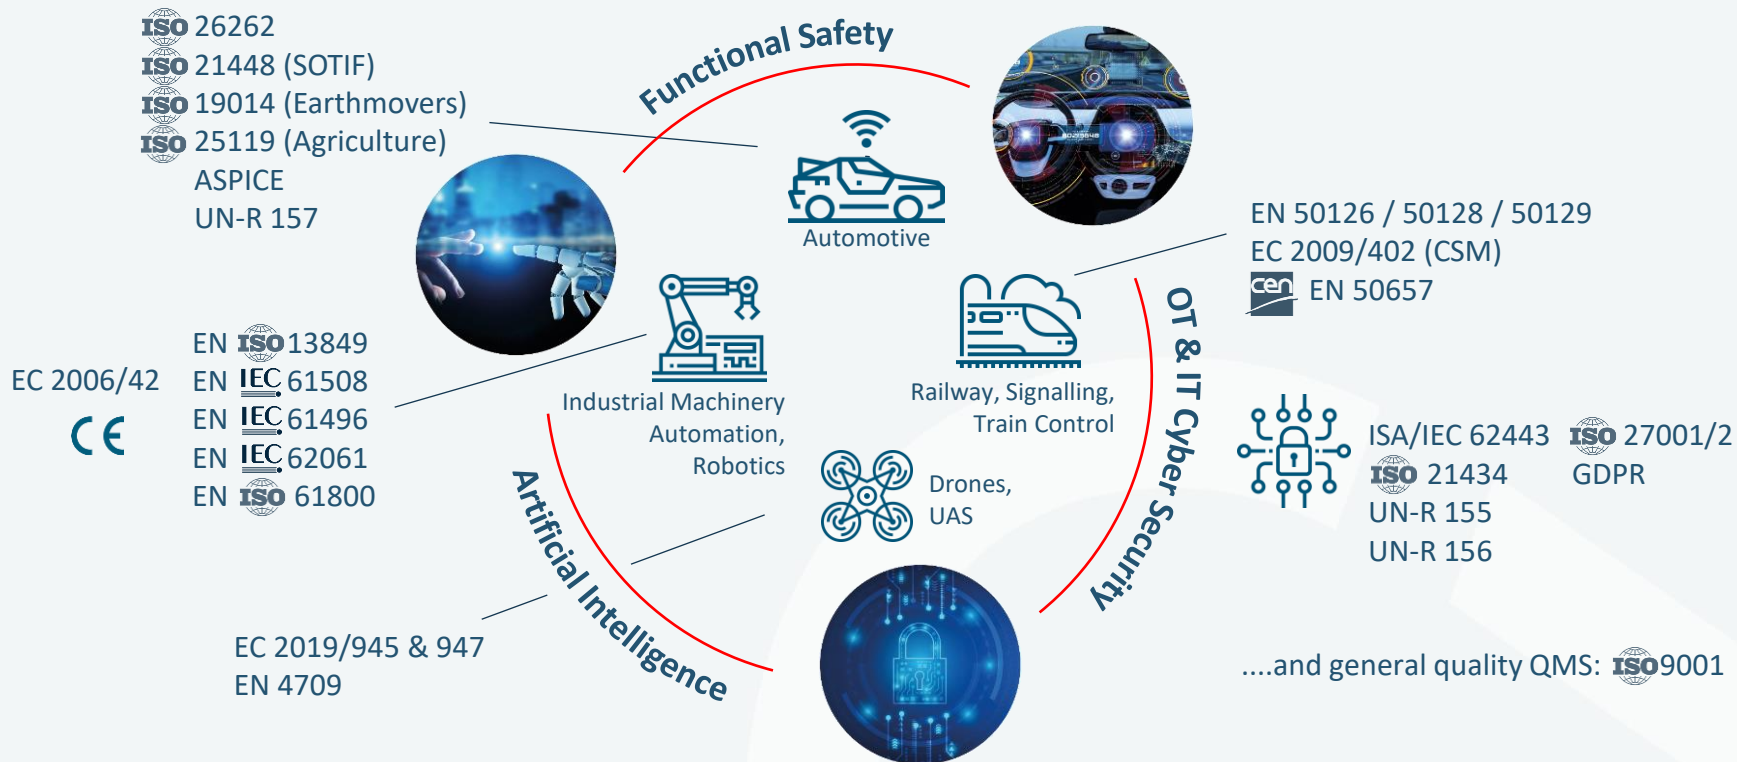 ISO 26262
ISO 21448 (SOTIF)
ISO 19014 (Earthmovers)
ISO 25119 (Agriculture)
ASPICE
UN-R 157
Functional Safety
Automotive
EN 50126 / 50128 / 50129
EC 2009/402 (CSM)
cen EN 50657
EC 2006/42
CE
EN ISO 13849
EN IEC 61508
EN IEC 61496
EN IEC 62061
EN ISO 61800
Industrial Machinery
Automation,
Robotics
Railway, Signalling,
Train Control
OT & IT Cyber Security
ISA/IEC 62443 ISO 27001/2
ISO 21434 GDPR
UN-R 155
UN-R 156
Drones,
UAS
Artificial Intelligence
EC 2019/945 & 947
EN 4709
....and general quality QMS: ISO 9001